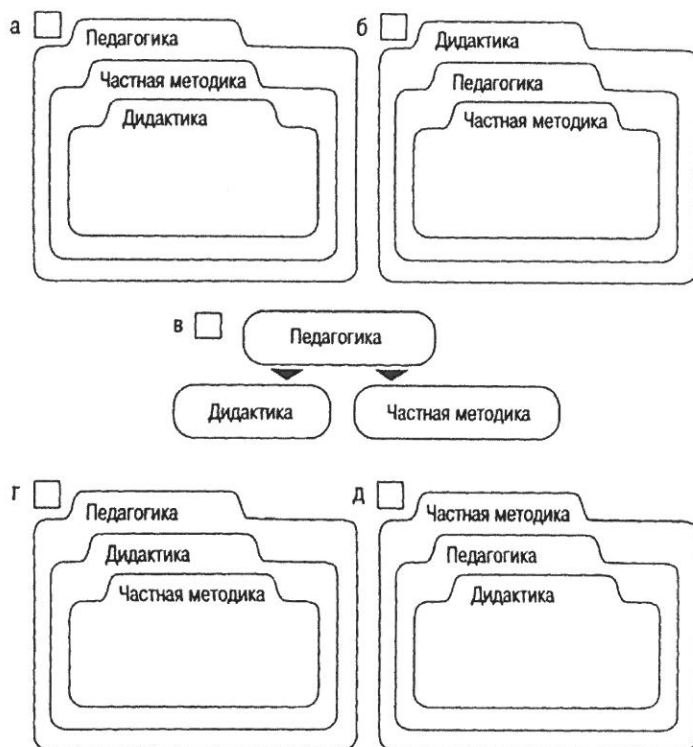 а
Педагогика
Частная методика
Дидактика
б
Дидактика
Педагогика
Частная методика
в
Педагогика
Дидактика
Частная методика
г
Педагогика
Дидактика
Частная методика
д
Частная методика
Педагогика
Дидактика